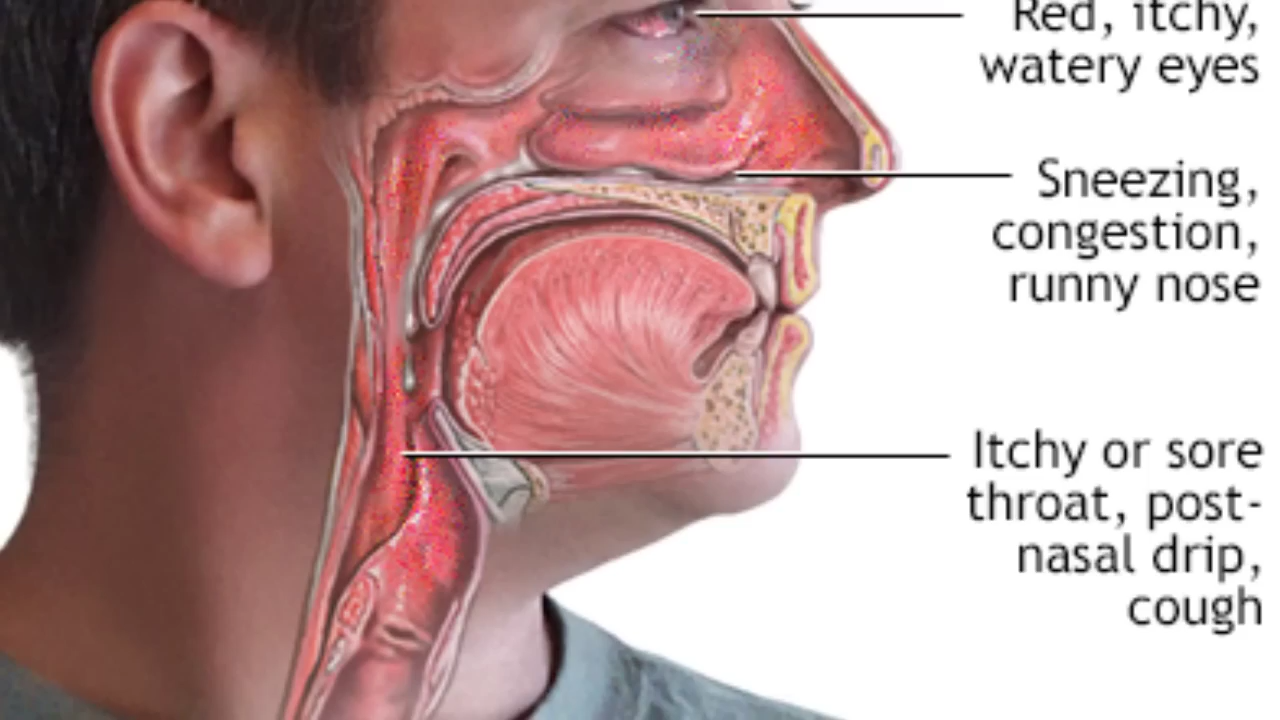 Red, itchy,
watery eyes
Sneezing,
congestion,
runny nose
Itchy or sore
throat, post-
nasal drip,
cough